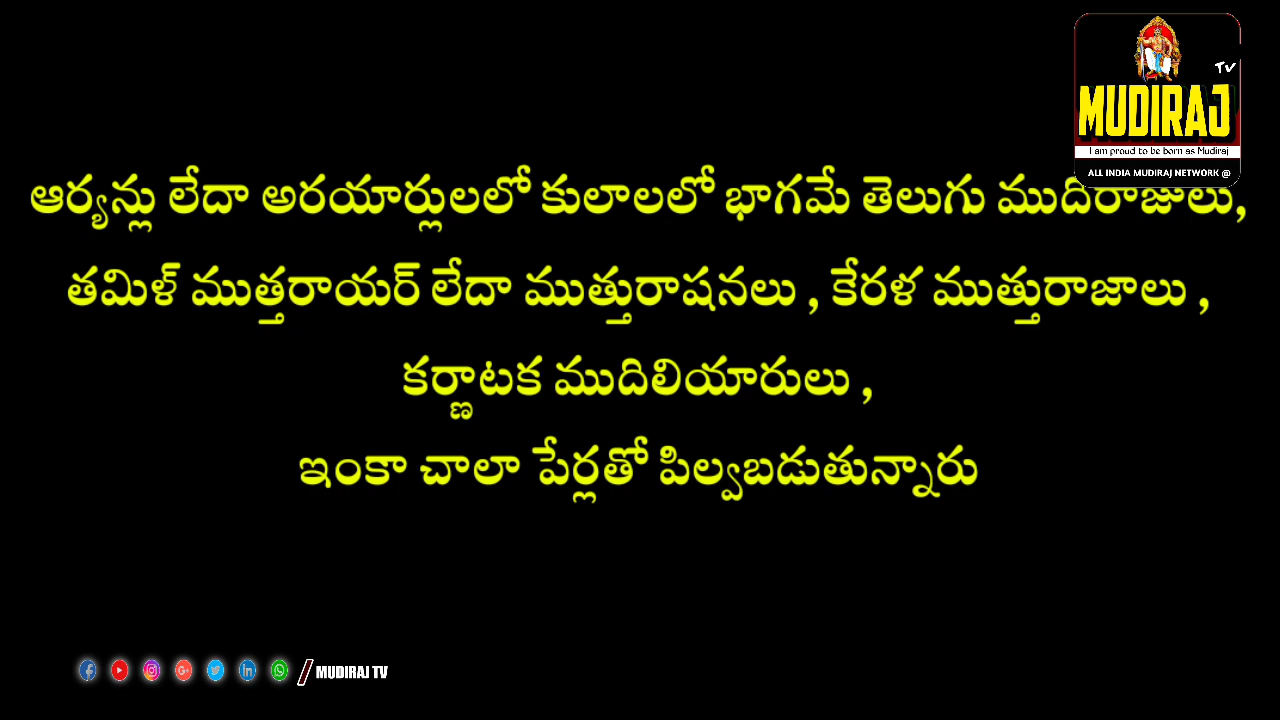 TV
MUDIRAJ
I am proud to be born as Mudiraj
ALL INDIA MUDIRAJ NETWORK @
ఆర్యన్లు లేదా అరయార్లులలో కులాలలో భాగమే తెలుగు ముదిరాజులు,
తమిళ్ ముత్తరాయర్ లేదా ముత్తురాషనలు , కేరళ ముత్తురాజాలు ,
కర్ణాటక ముదిలియారులు ,
ఇంకా చాలా పేర్లతో పిల్వబడుతున్నారు
MUDIRAJ TV